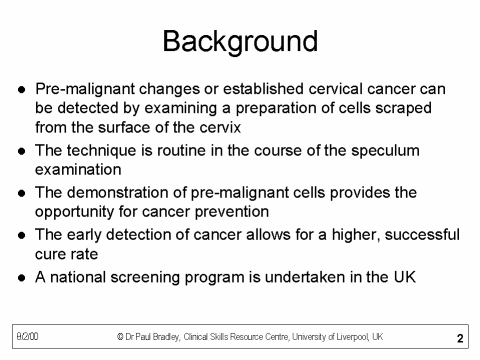 Background
● Pre-malignant changes or established cervical cancer can
be detected by examining a preparation of cells scraped
from the surface of the cervix
● The technique is routine in the course of the speculum
examination
● The demonstration of pre-malignant cells provides the
opportunity for cancer prevention
● The early detection of cancer allows for a higher, successful
cure rate
● A national screening program is undertaken in the UK
© Dr Paul Bradley, Clinical Skills Resource Centre, University of Liverpool, UK
2